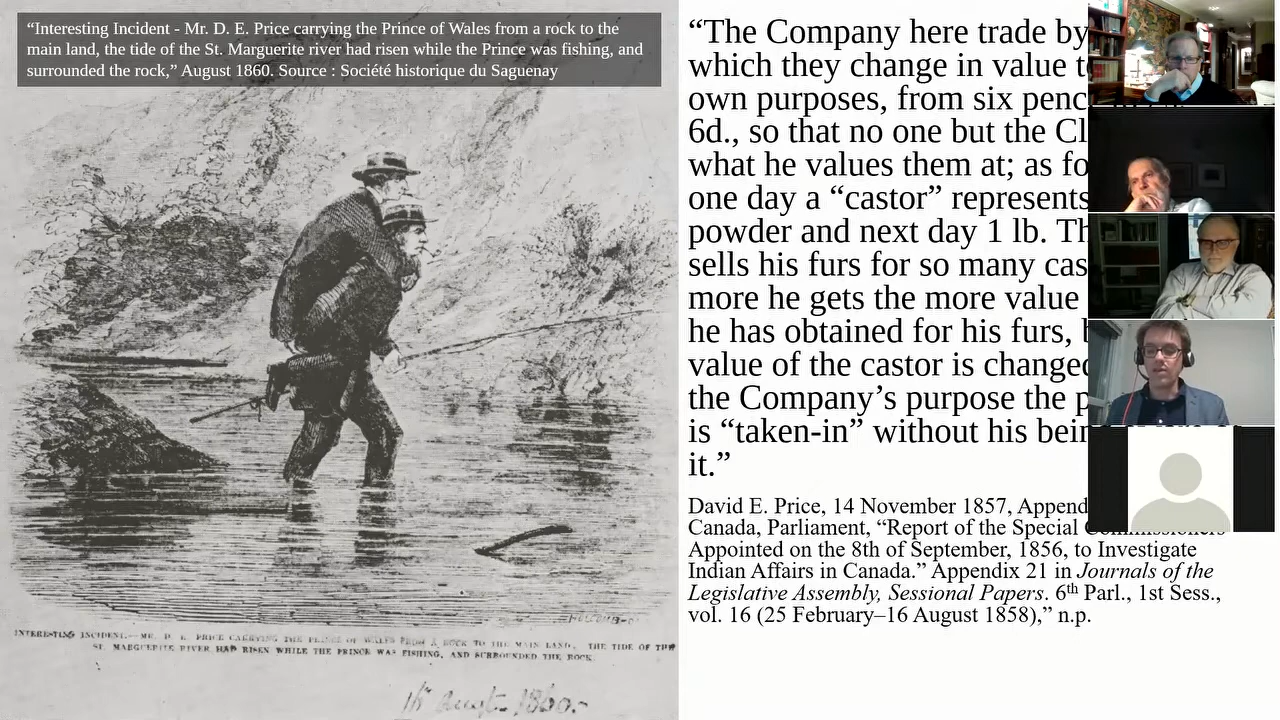 “Interesting Incident - Mr. D. E. Price carrying the Prince of Wales from a rock to the
main land, the tide of the St. Marguerite river had risen while the Prince was fishing, and
surrounded the rock,” August 1860. Source : Société historique du Saguenay
INTERESTING INCIDENT.—MR. D. E. PRICE CARRYING THE PRINCE OF WALES FROM A ROCK TO THE MAIN LAND, THE TIDE OF THE
ST. MARGUERITE RIVER HAD RISEN WHILE THE PRINCE WAS FISHING, AND SURROUNDED THE ROCK.
1860.
“The Company here trade by
which they change in value
own purposes, from six
6d., so that no one but the
what he values them at; as
one day a “castor” represents
powder and next day 1 lb.
sells his furs for so many
more he gets the more value
he has obtained for his furs,
value of the castor is
the Company’s purpose the
is “taken-in” without his
it.”
David E. Price, 14 November 1857,
Canada, Parliament, “Report of the Special Commissioners
Appointed on the 8th of September, 1856, to Investigate
Indian Affairs in Canada.” Appendix 21 in Journals of the
Legislative Assembly, Sessional Papers. 6th Parl., 1st Sess.,
vol. 16 (25 February–16 August 1858),” n.p.